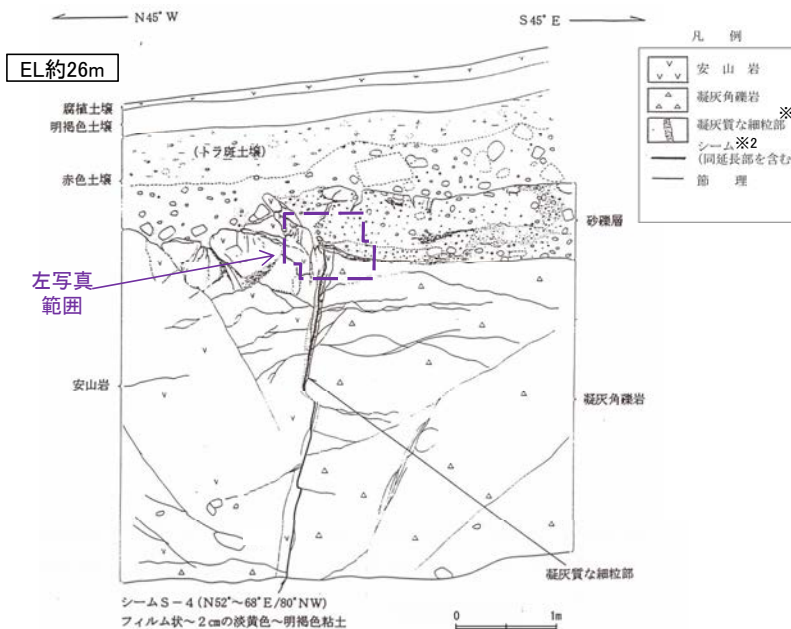 N45°W
S45°E
EL約26m
凡例
安山岩
凝灰角礫岩
凝灰質な細粒部※
シーム※2
(同延長部を含む
節理
腐植土壌
明褐色土壌
(トラ斑土壌)
赤色土壌
砂礫層
左写真
範囲
安山岩
凝灰角礫岩
凝灰質な細粒部
シームS-4 (N52°~68°E/80°NW)
フィルム状~2㎝の淡黄色~明褐色粘土
0 1m